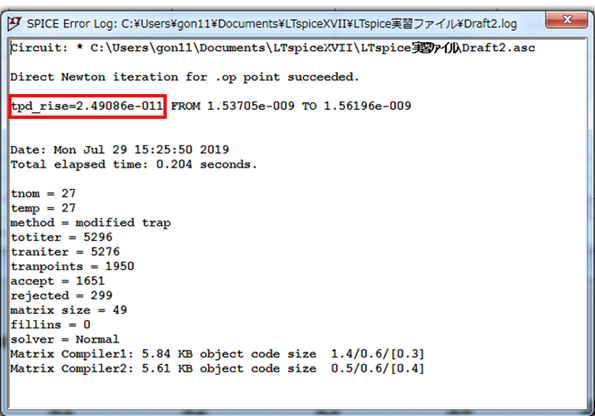 SPICE Error Log: C:¥Users¥gon11¥Documents¥LTspiceXVII¥LTspice実習ファイル¥Draft2.log
Circuit: * C:\Users\gon11\Documents\LTspiceXVII\LTspice実習ファイル\Draft2.asc
Direct Newton iteration for .op point succeeded.
tpd_rise=2.49086e-011 FROM 1.53705e-009 TO 1.56196e-009
Date: Mon Jul 29 15:25:50 2019
Total elapsed time: 0.204 seconds.
tnom = 27
temp = 27
method = modified trap
totiter = 5296
traniter = 5276
tranpoints = 1950
accept = 1651
rejected = 299
matrix size = 49
fillins = 0
solver = Normal
Matrix Compiler1: 5.84 KB object code size  1.4/0.6/[0.3]
Matrix Compiler2: 5.61 KB object code size  0.5/0.6/[0.4]